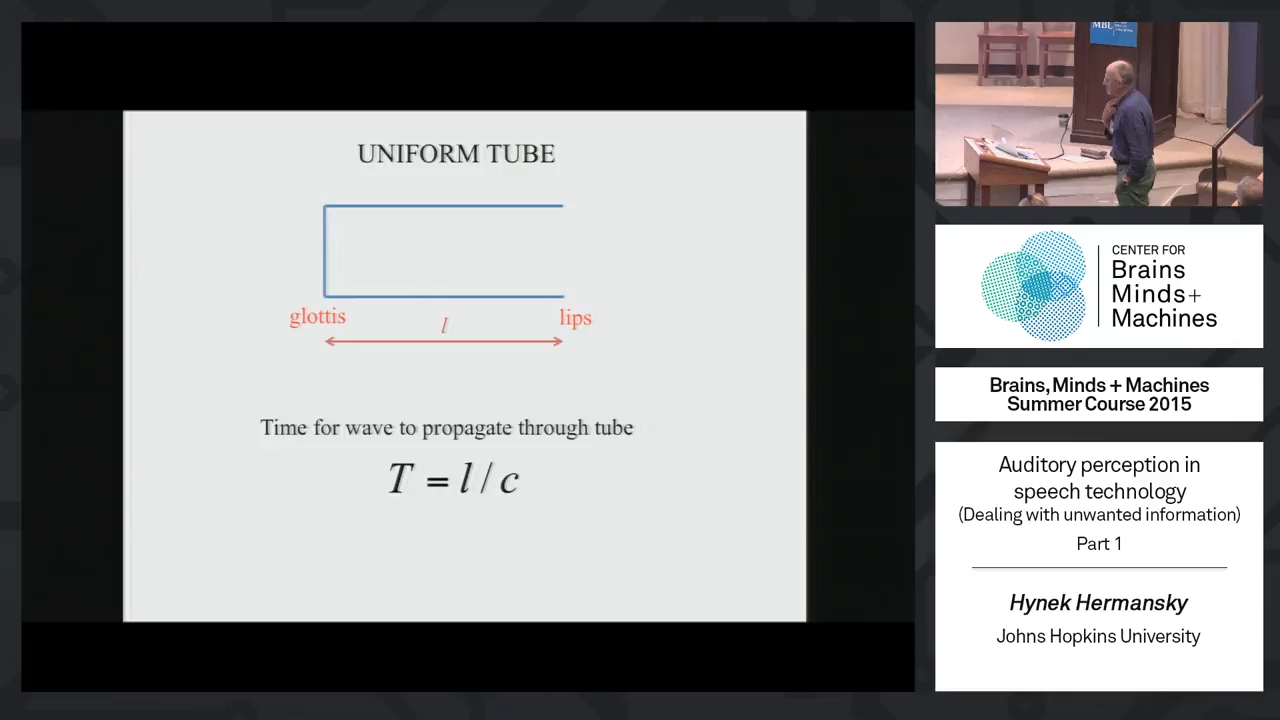 UNIFORM TUBE
glottis
lips
l
Time for wave to propagate through tube
T = l / c
MBL
CENTER FOR
Brains
Minds+
Machines
Brains, Minds + Machines
Summer Course 2015
Auditory perception in
speech technology
(Dealing with unwanted information)
Part 1
Hynek Hermansky
Johns Hopkins University